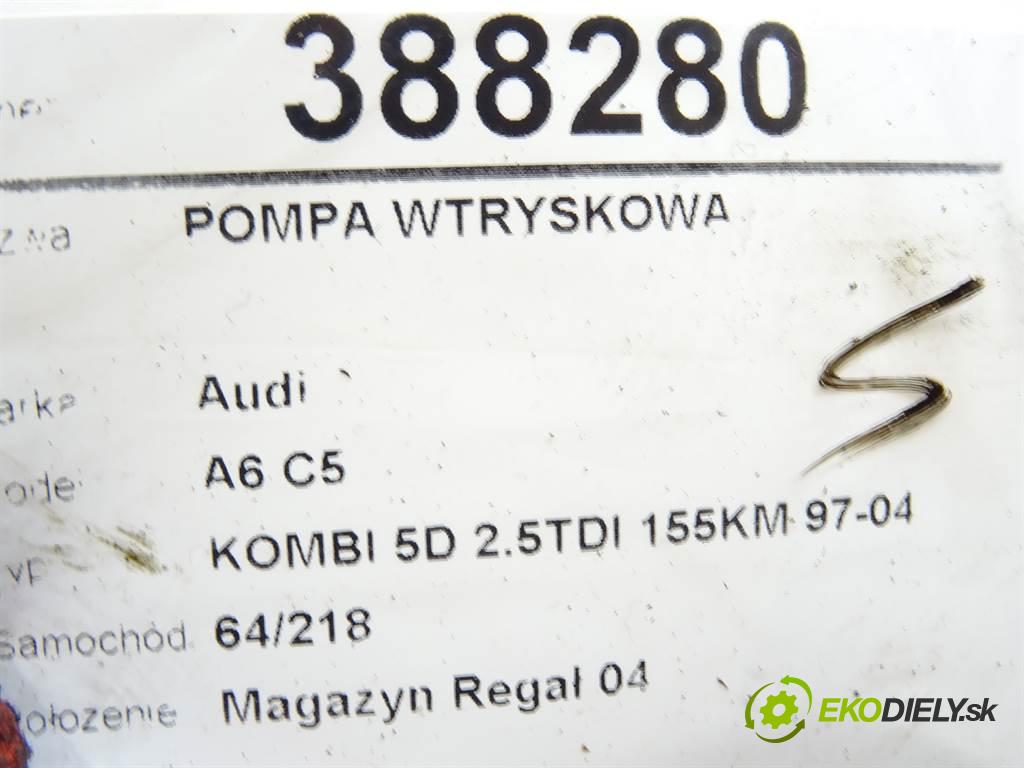 388280
POMPA WTRYSKOWA
Audi
A6 C5
KOMBI 5D 2.5TDI 155KM 97-04
Samochód 64/218
Magazyn Regał 04
EKODIELY.sk